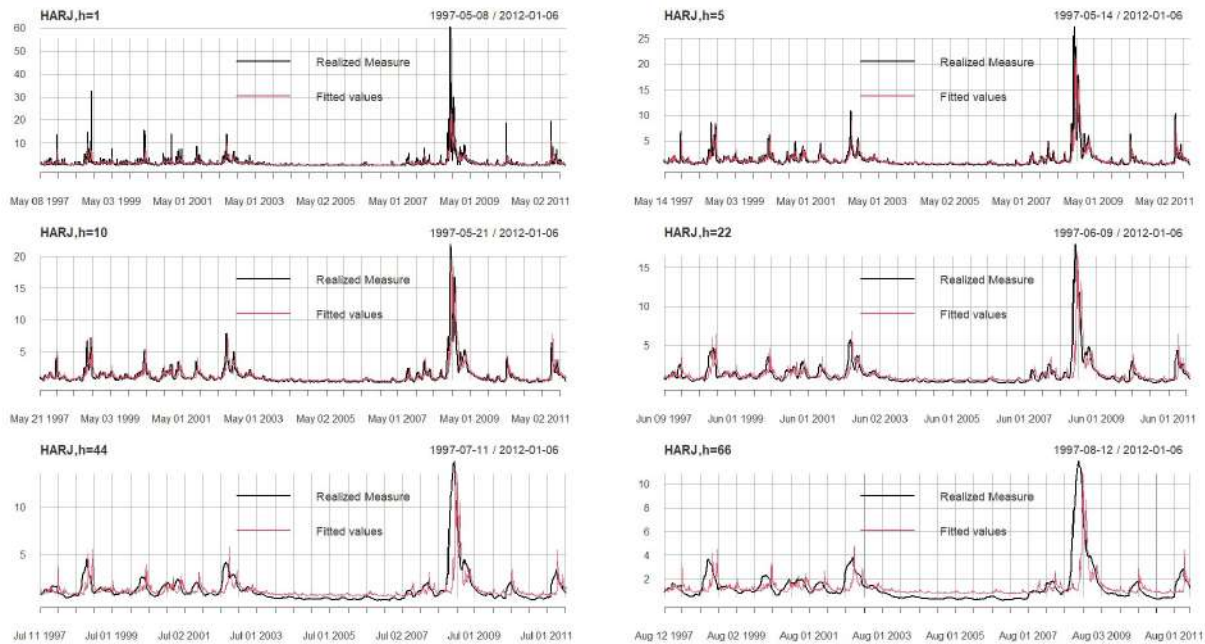 HARJ,h=1 1997-05-08 / 2012-01-06
60
50
40
30
20
10
Realized Measure
Fitted values
May 08 1997 May 03 1999 May 01 2001 May 01 2003 May 02 2005 May 01 2007 May 01 2009 May 02 2011
HARJ,h=5 1997-05-14 / 2012-01-06
25
20
15
10
5
Realized Measure
Fitted values
May 14 1997 May 03 1999 May 01 2001 May 01 2003 May 02 2005 May 01 2007 May 01 2009 May 02 2011
HARJ,h=10 1997-05-21 / 2012-01-06
20
15
10
5
Realized Measure
Fitted values
May 21 1997 May 03 1999 May 01 2001 May 01 2003 May 02 2005 May 01 2007 May 01 2009 May 02 2011
HARJ,h=22 1997-06-09 / 2012-01-06
15
10
5
Realized Measure
Fitted values
Jun 09 1997 Jun 01 1999 Jun 01 2001 Jun 02 2003 Jun 01 2005 Jun 01 2007 Jun 01 2009 Jun 01 2011
HARJ,h=44 1997-07-11 / 2012-01-06
10
5
Realized Measure
Fitted values
Jul 11 1997 Jul 01 1999 Jul 02 2001 Jul 01 2003 Jul 01 2005 Jul 02 2007 Jul 01 2009 Jul 01 2011
HARJ,h=66 1997-08-12 / 2012-01-06
10
8
6
4
2
Realized Measure
Fitted values
Aug 12 1997 Aug 02 1999 Aug 01 2001 Aug 01 2003 Aug 01 2005 Aug 01 2007 Aug 03 2009 Aug 01 2011